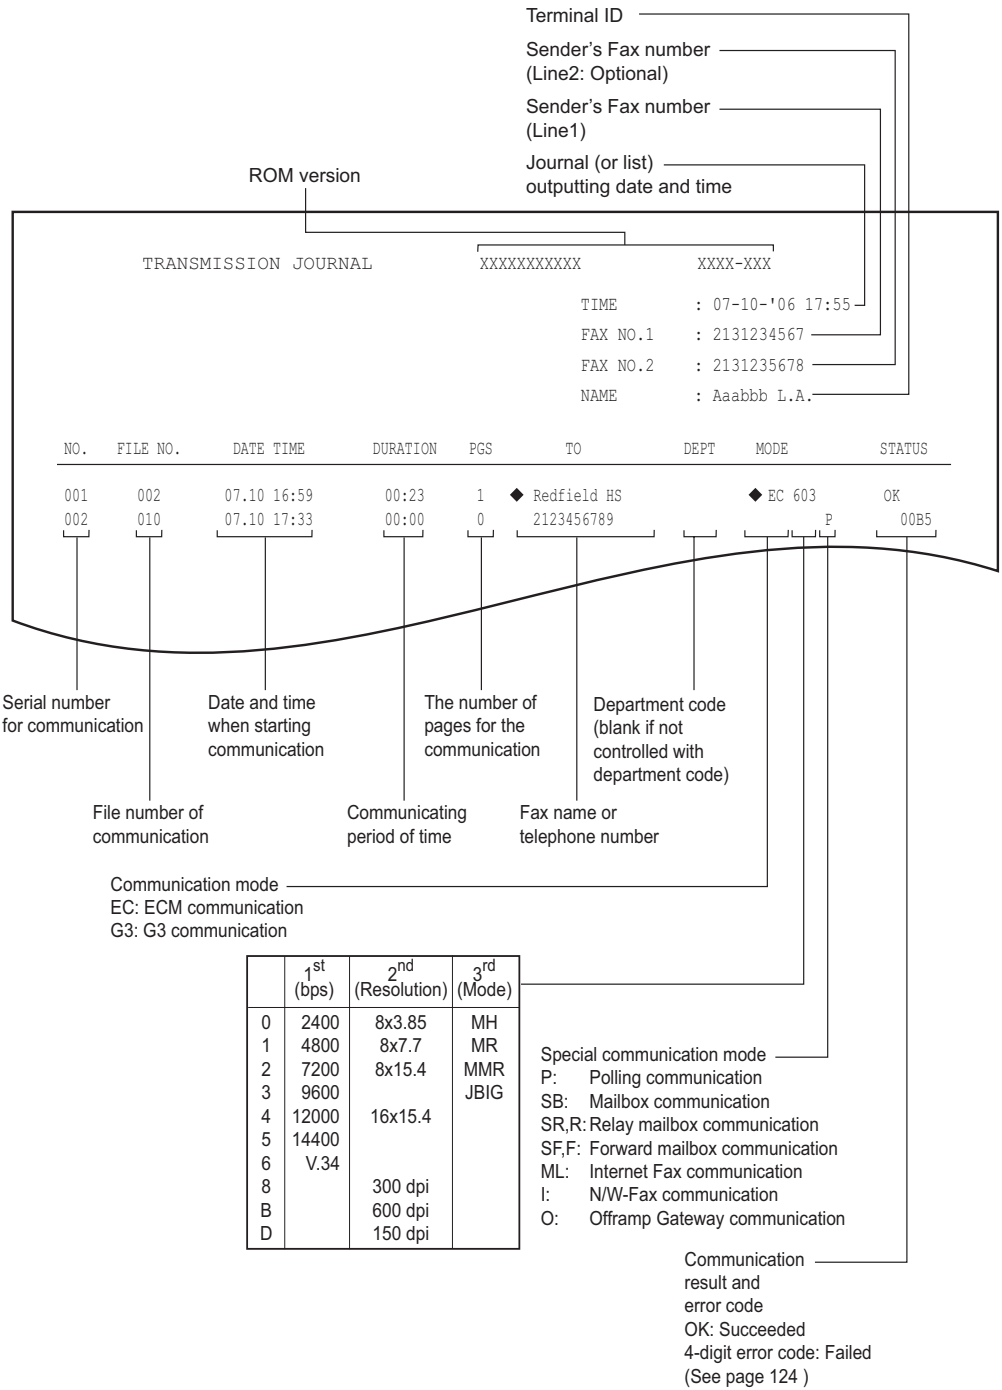 Terminal ID
Sender's Fax number
(Line2: Optional)
Sender's Fax number
(Line1)
Journal (or list)
outputting date and time
ROM version
TRANSMISSION JOURNAL XXXXXXXXXXX XXXX-XXX
TIME : 07-10-'06 17:55
FAX NO.1 : 2131234567
FAX NO.2 : 2131235678
NAME : Aaabbb L.A.
NO. FILE NO. DATE TIME DURATION PGS TO DEPT MODE STATUS
001 002 07.10 16:59 00:23 1 ◆ Redfield HS ◆ EC 603 OK
002 010 07.10 17:33 00:00 0 2123456789 P 00B5
Serial number
for communication
Date and time
when starting
communication
The number of
pages for the
communication
Department code
(blank if not
controlled with
department code)
File number of
communication
Communicating
period of time
Fax name or
telephone number
Communication mode
EC: ECM communication
G3: G3 communication
1st (bps) 2nd (Resolution) 3rd (Mode)
0 2400 8x3.85 MH
1 4800 8x7.7 MR
2 7200 8x15.4 MMR
3 9600 JBIG
4 12000 16x15.4
5 14400
6 V.34
8 300 dpi
B 600 dpi
D 150 dpi
Special communication mode
P: Polling communication
SB: Mailbox communication
SR,R: Relay mailbox communication
SF,F: Forward mailbox communication
ML: Internet Fax communication
I: N/W-Fax communication
O: Offramp Gateway communication
Communication
result and
error code
OK: Succeeded
4-digit error code: Failed
(See page 124 )